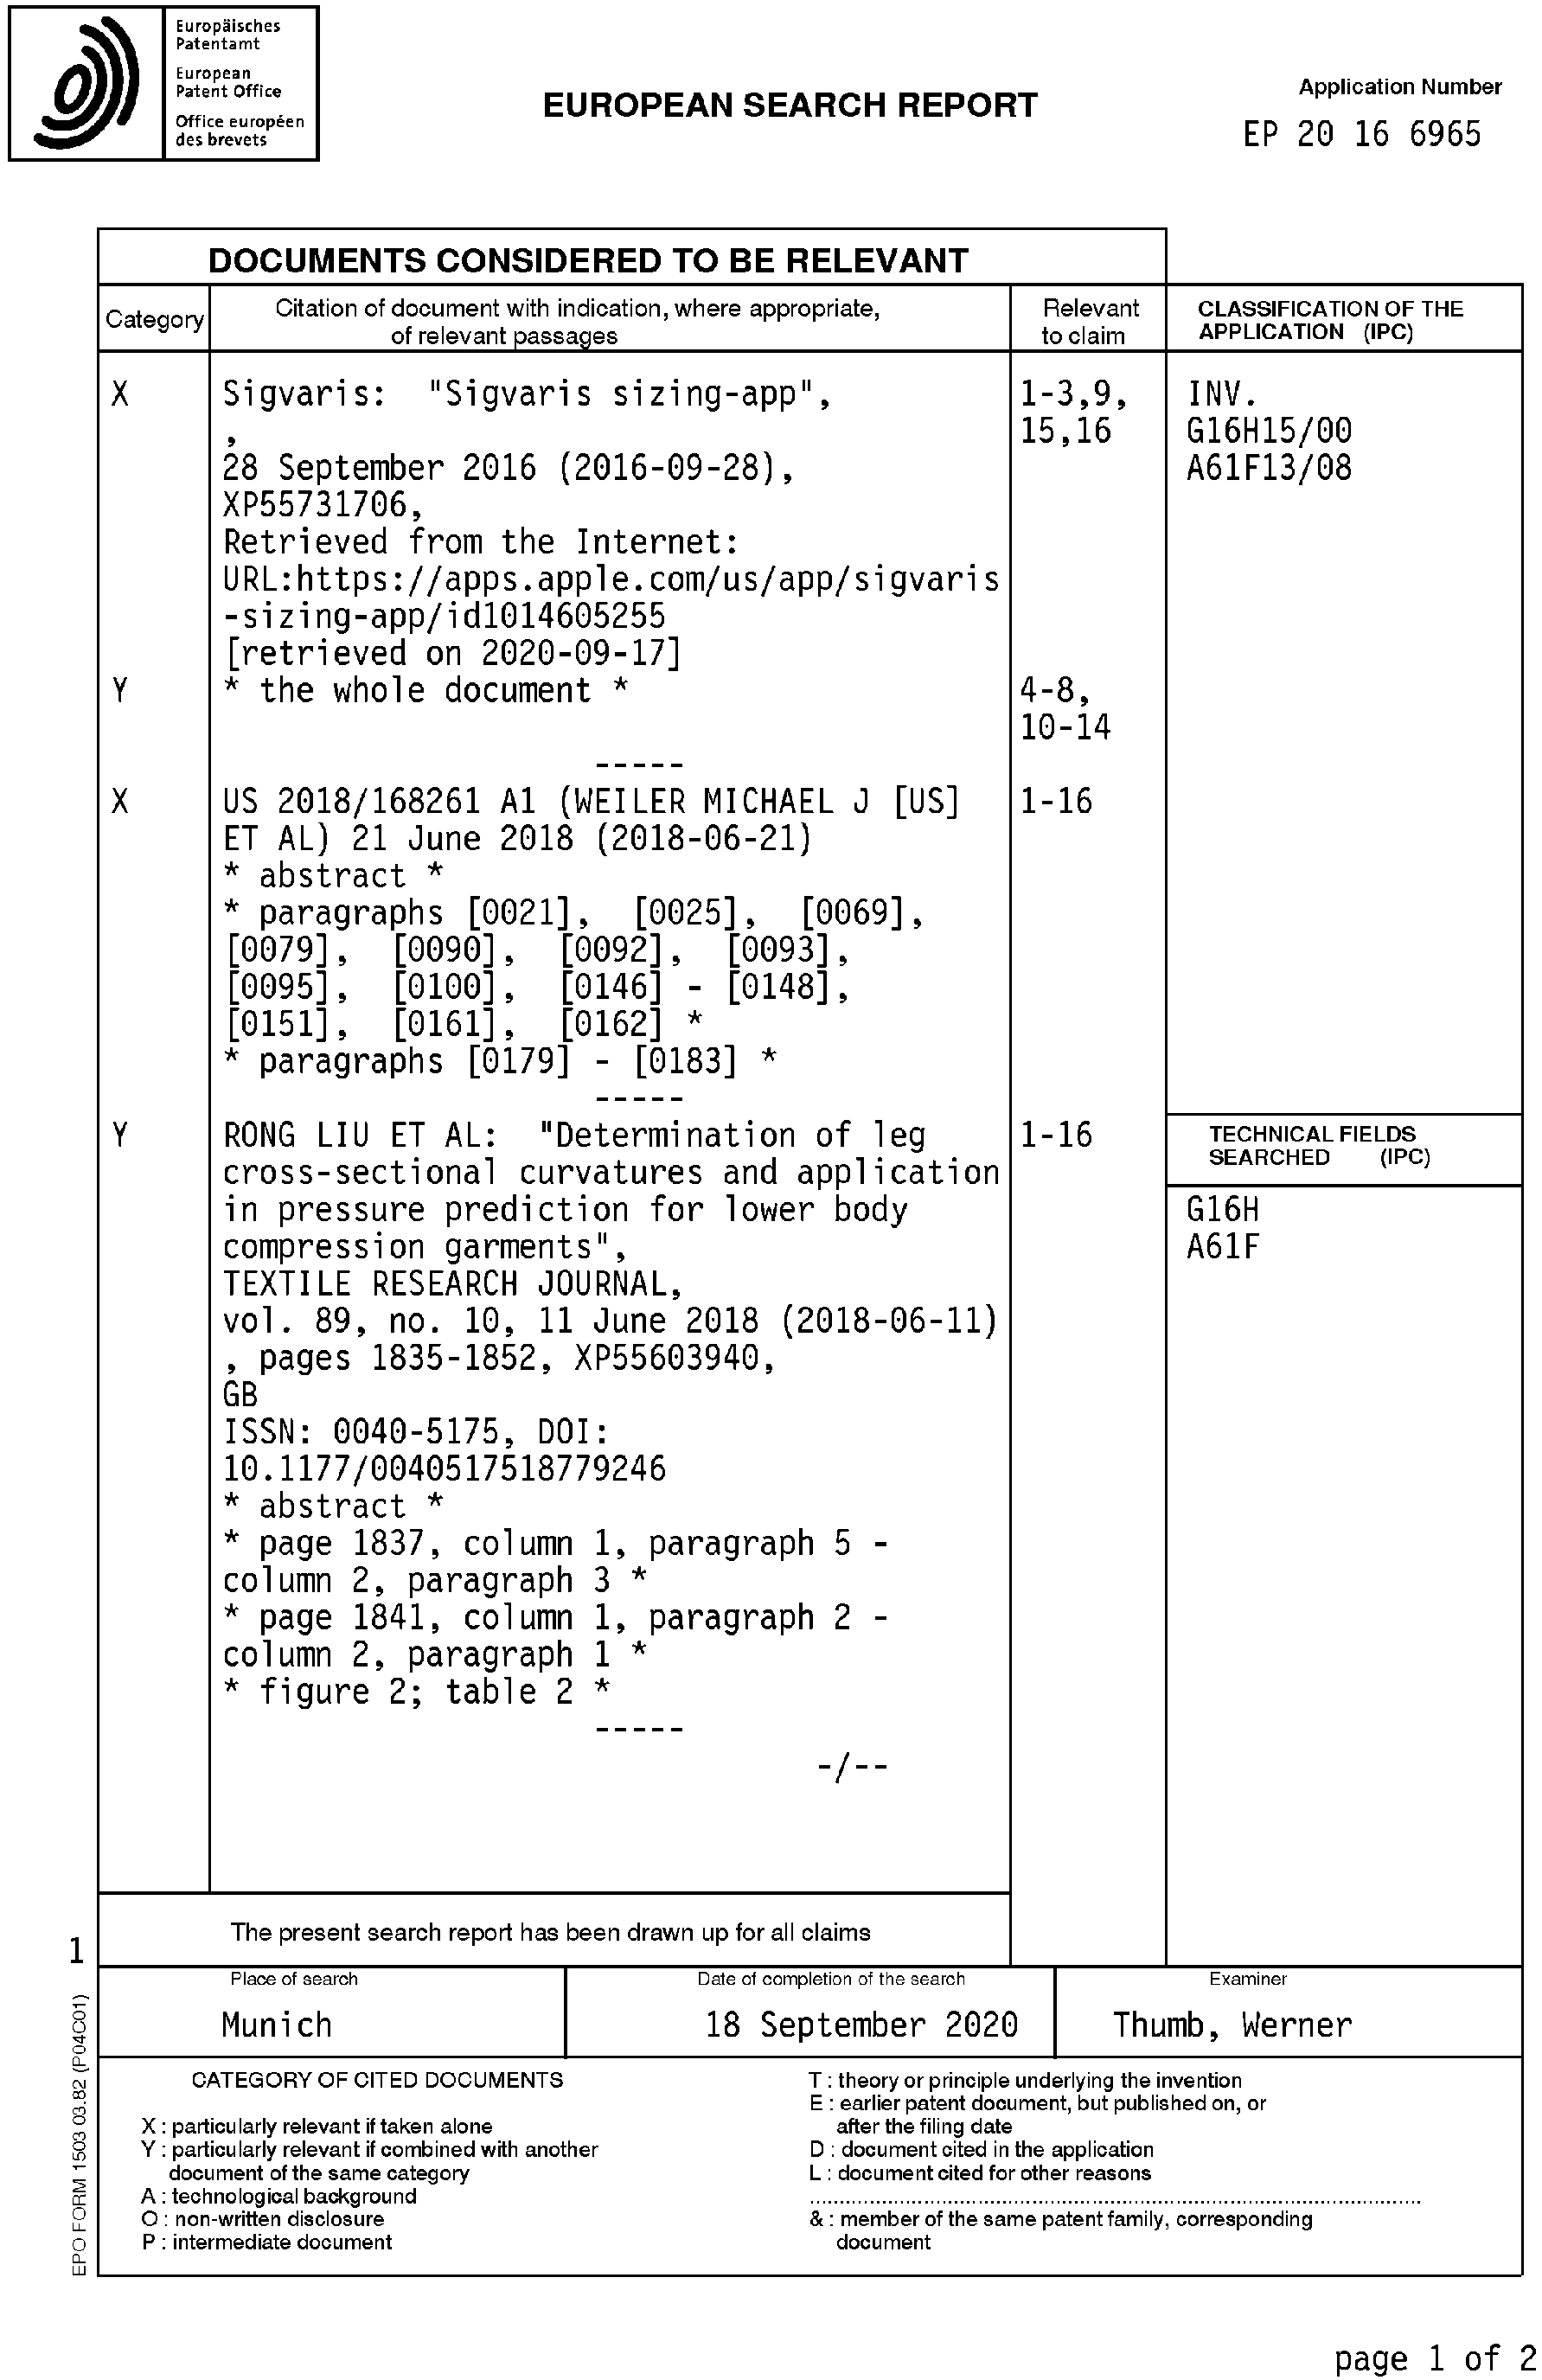 Europäisches
Patentamt
European
Patent Office
Office européen
des brevets
EUROPEAN SEARCH REPORT
Application Number
EP 20 16 6965
DOCUMENTS CONSIDERED TO BE RELEVANT
Category
Citation of document with indication, where appropriate,
of relevant passages
Relevant
to claim
CLASSIFICATION OF THE
APPLICATION (IPC)
X Sigvaris: "Sigvaris sizing-app", 1-3,9, INV.
, 15,16 G16H15/00
28 September 2016 (2016-09-28), A61F13/08
XP55731706,
Retrieved from the Internet:
URL:https://apps.apple.com/us/app/sigvaris
-sizing-app/id1014605255
[retrieved on 2020-09-17]
Y * the whole document * 4-8,
10-14
-----
X US 2018/168261 A1 (WEILER MICHAEL J [US] 1-16
ET AL) 21 June 2018 (2018-06-21)
* abstract *
* paragraphs [0021], [0025], [0069],
[0079], [0090], [0092], [0093],
[0095], [0100], [0146] - [0148],
[0151], [0161], [0162] *
* paragraphs [0179] - [0183] *
-----
Y RONG LIU ET AL: "Determination of leg 1-16
cross-sectional curvatures and application
in pressure prediction for lower body
compression garments",
TEXTILE RESEARCH JOURNAL,
vol. 89, no. 10, 11 June 2018 (2018-06-11)
, pages 1835-1852, XP55603940,
GB
ISSN: 0040-5175, DOI:
10.1177/0040517518779246
* abstract *
* page 1837, column 1, paragraph 5 -
column 2, paragraph 3 *
* page 1841, column 1, paragraph 2 -
column 2, paragraph 1 *
* figure 2; table 2 *
-----
-/--
TECHNICAL FIELDS
SEARCHED (IPC)
G16H
A61F
The present search report has been drawn up for all claims
1
Place of search
Munich
Date of completion of the search
18 September 2020
Examiner
Thumb, Werner
CATEGORY OF CITED DOCUMENTS
X : particularly relevant if taken alone
Y : particularly relevant if combined with another
document of the same category
A : technological background
O : non-written disclosure
P : intermediate document
T : theory or principle underlying the invention
E : earlier patent document, but published on, or
after the filing date
D : document cited in the application
L : document cited for other reasons
& : member of the same patent family, corresponding
document
EPO FORM 1503 03.82 (P04C01)
page 1 of 2